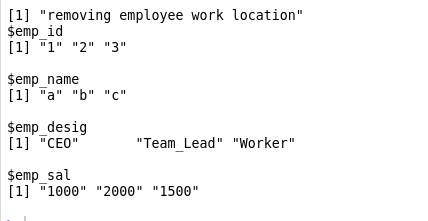 [1] "removing employee work location"
$emp_id
[1] "1" "2" "3"
$emp_name
[1] "a" "b" "c"
$emp_desig
[1] "CEO"       "Team_Lead" "Worker"
$emp_sal
[1] "1000" "2000" "1500"